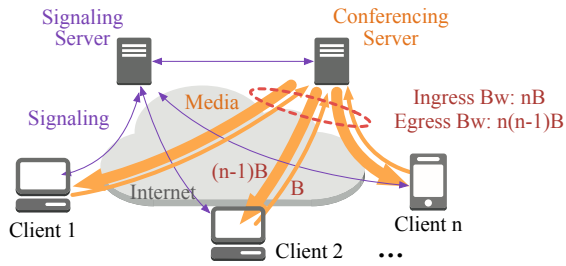 Signaling
Server
Conferencing
Server
Signaling
Media
Ingress Bw: nB
Egress Bw: n(n-1)B
(n-1)B
B
Internet
Client 1
Client 2
...
Client n